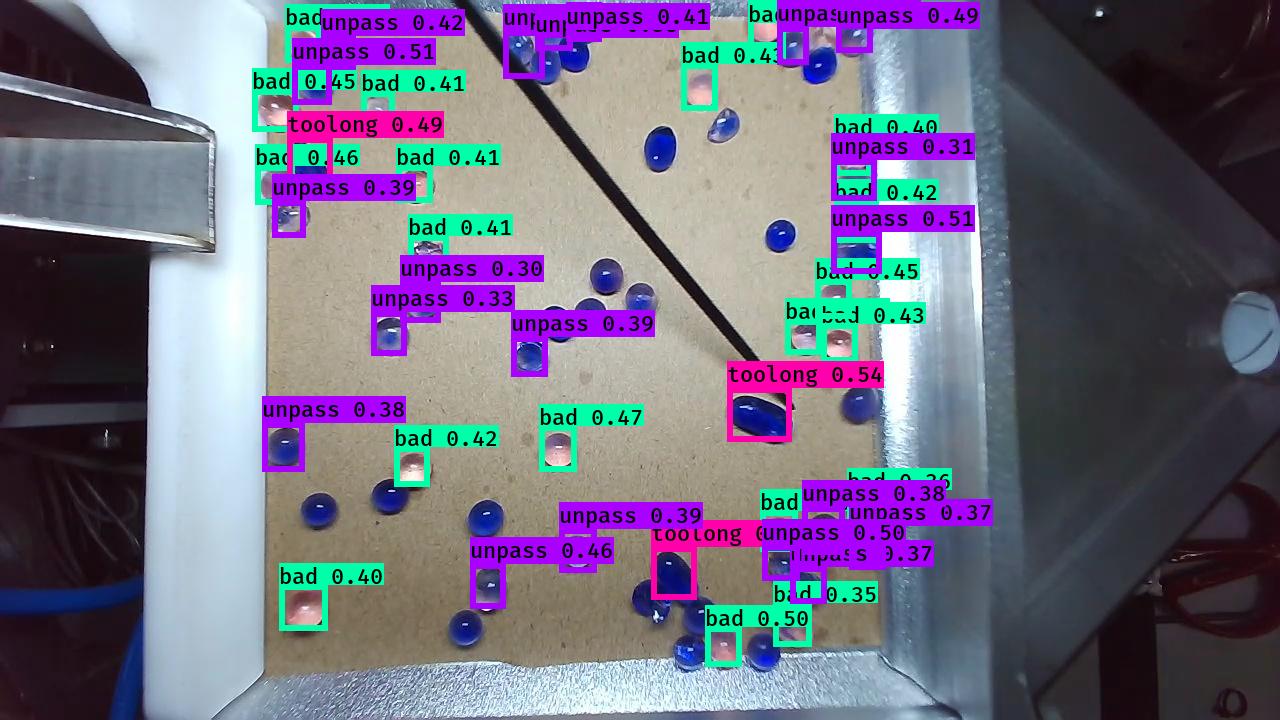 bad
unpass 0.42
unpass 0.41
unpass 0.49
unpass 0.51
bad 0.43
bad 0.45
bad 0.41
toolong 0.49
bad 0.40
unpass 0.31
bad 0.46
bad 0.41
unpass 0.39
bad 0.42
unpass 0.51
bad 0.41
unpass 0.30
bad 0.45
unpass 0.33
bad 0.43
unpass 0.39
toolong 0.54
unpass 0.38
bad 0.47
bad 0.42
unpass 0.38
bad
unpass 0.37
unpass 0.39
unpass 0.50
toolong
unpass 0.46
unpass 0.37
bad 0.40
bad 0.35
bad 0.50